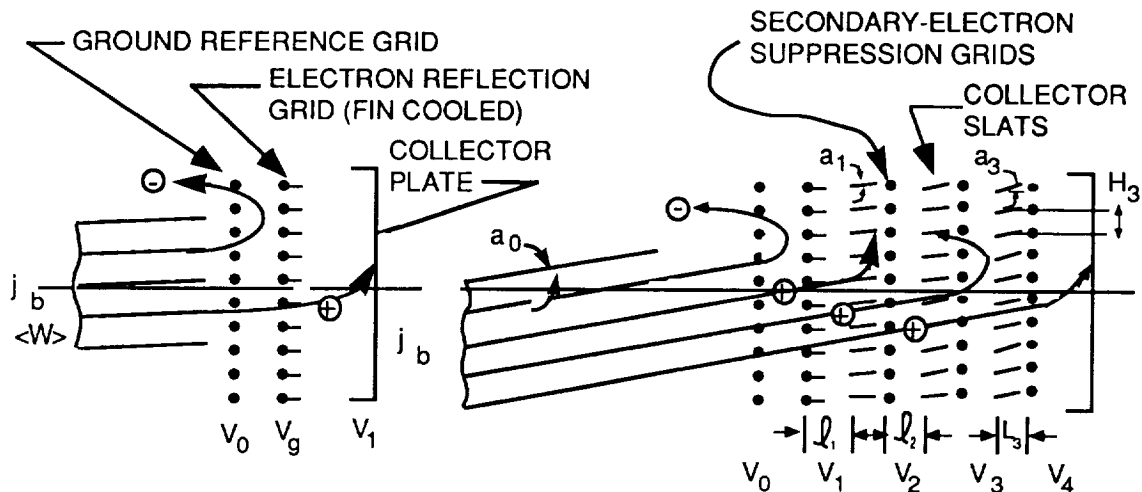 GROUND REFERENCE GRID
ELECTRON REFLECTION
GRID (FIN COOLED)
COLLECTOR
PLATE
-
+
j b
<W>
V0
Vg
V1
SECONDARY-ELECTRON
SUPPRESSION GRIDS
COLLECTOR
SLATS
a1
a3
H3
-
a0
+
+
+
j b
ℓ1
ℓ2
L3
V0
V1
V2
V3
V4